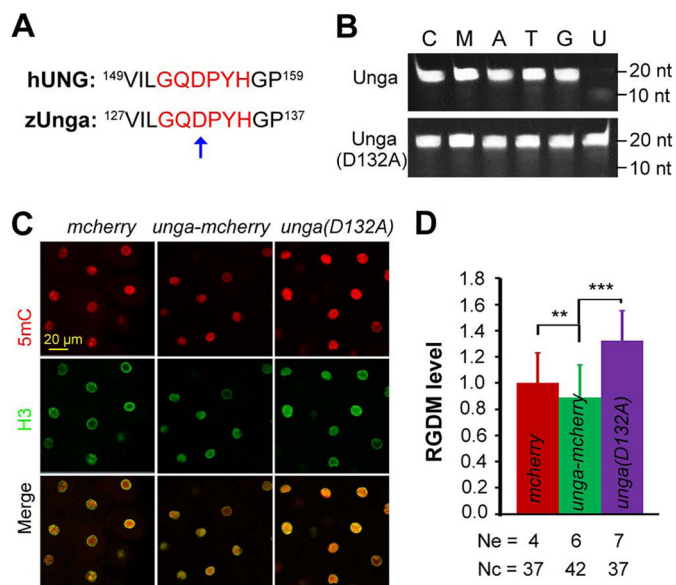 A
hUNG: ¹⁴⁹VILGQDPYHGP¹⁵⁹
zUnga: ¹²⁷VILGQDPYHGP¹³⁷
B
C M A T G U
Unga
20 nt
10 nt
Unga
(D132A)
20 nt
10 nt
C
mcherry unga-mcherry unga(D132A)
5mC
20 µm
H3
Merge
D
RGDM level
1.8
1.6
1.4
1.2
1.0
0.8
0.6
0.4
0.2
0.0
**
***
mcherry
unga-mcherry
unga(D132A)
Ne = 4 6 7
Nc = 37 42 37